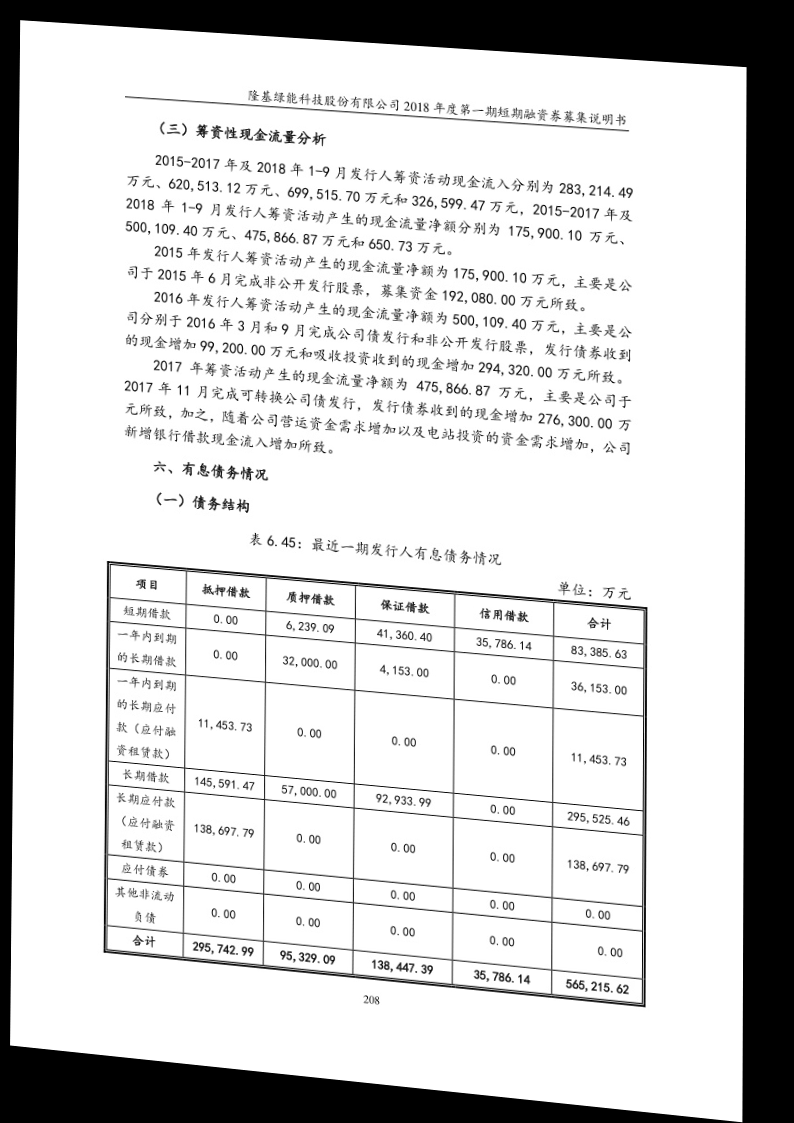 隆基绿能科技股份有限公司 2018 年度第一期短期融资券募集说明书
（三）筹资性现金流量分析
2015-2017 年及 2018 年 1-9 月发行人筹资活动现金流入分别为 283,214.49
万元、620,513.12 万元、699,515.70 万元和 326,599.47 万元，2015-2017 年及
2018 年 1-9 月发行人筹资活动产生的现金流量净额分别为 175,900.10 万元、
500,109.40 万元、475,866.87 万元和 650.73 万元。
2015 年发行人筹资活动产生的现金流量净额为 175,900.10 万元，主要是公
司于 2015 年 6 月完成非公开发行股票，募集资金 192,080.00 万元所致。
2016 年发行人筹资活动产生的现金流量净额为 500,109.40 万元，主要是公
司分别于 2016 年 3 月和 9 月完成公司债发行和非公开发行股票，发行债券收到
的现金增加 99,200.00 万元和吸收投资收到的现金增加 294,320.00 万元所致。
2017 年筹资活动产生的现金流量净额为 475,866.87 万元，主要是公司于
2017 年 11 月完成可转换公司债发行，发行债券收到的现金增加 276,300.00 万
元所致，加之，随着公司营运资金需求增加以及电站投资的资金需求增加，公司
新增银行借款现金流入增加所致。
六、有息债务情况
（一）债务结构
表 6.45：最近一期发行人有息债务情况
单位：万元
项目 抵押借款 质押借款 保证借款 信用借款 合计
短期借款 0.00 6,239.09 41,360.40 35,786.14 83,385.63
一年内到期
的长期借款 0.00 32,000.00 4,153.00 0.00 36,153.00
一年内到期
的长期应付
款（应付融
资租赁款） 11,453.73 0.00 0.00 0.00 11,453.73
长期借款 145,591.47 57,000.00 92,933.99 0.00 295,525.46
长期应付款
（应付融资
租赁款） 138,697.79 0.00 0.00 0.00 138,697.79
应付债券 0.00 0.00 0.00 0.00 0.00
其他非流动
负债 0.00 0.00 0.00 0.00 0.00
合计 295,742.99 95,329.09 138,447.39 35,786.14 565,215.62
208